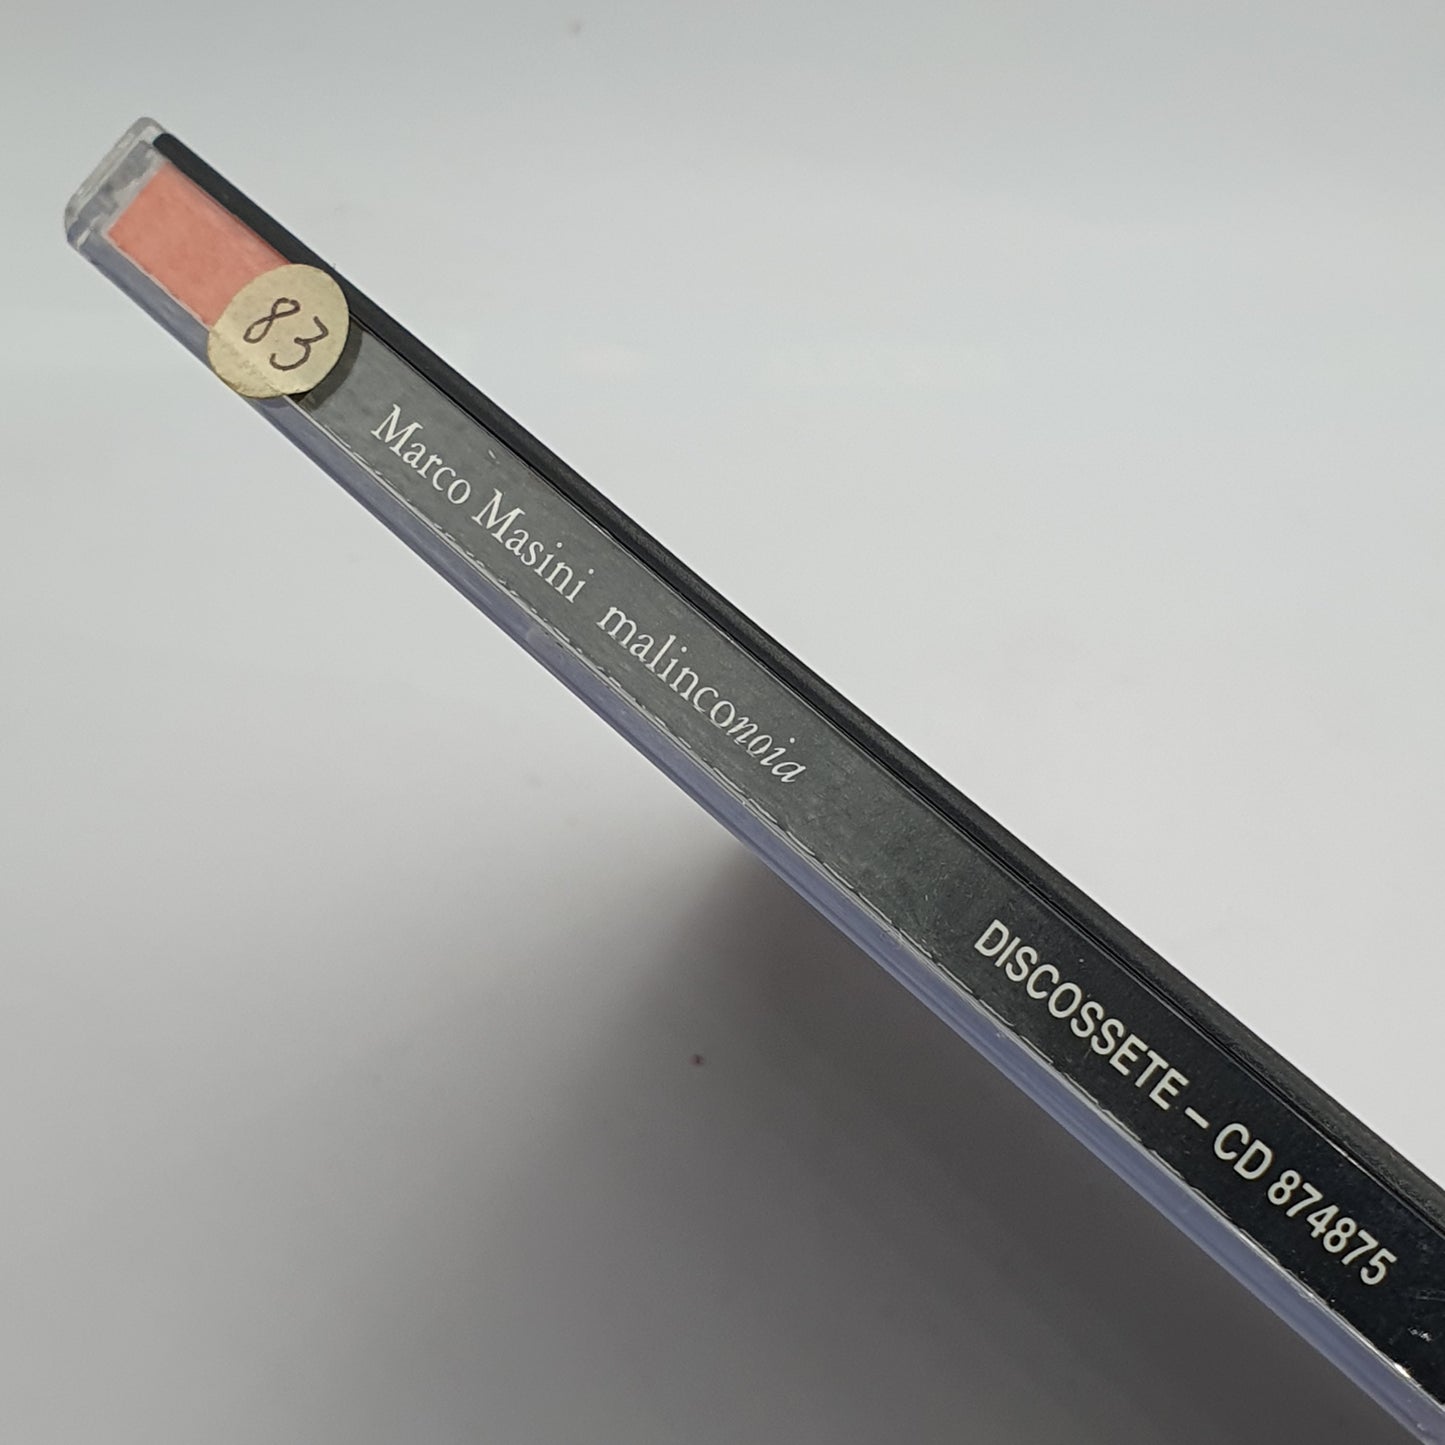 83
Marco Masini malinconoia
DISCOSSETE – CD 874875